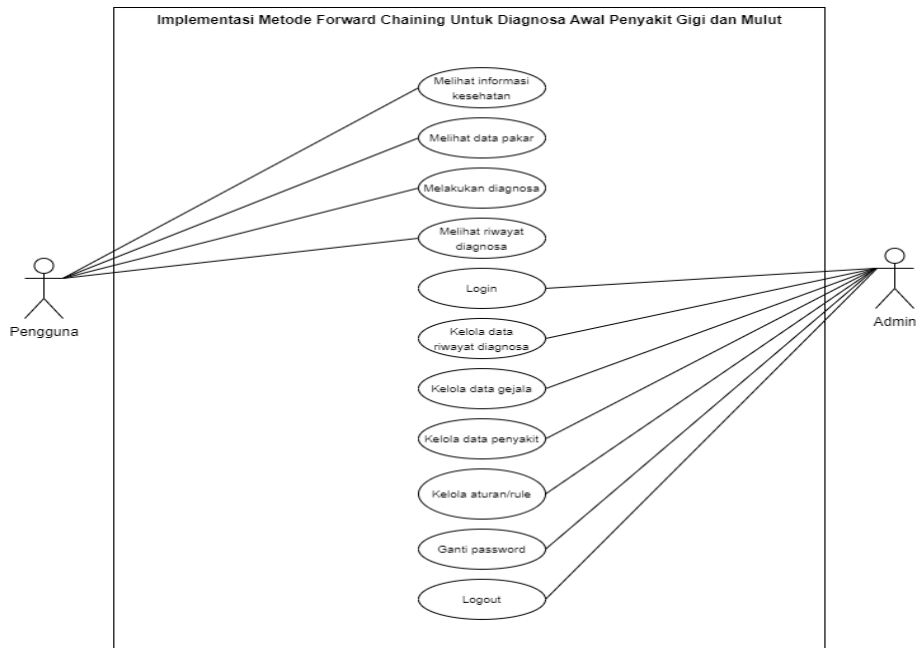 Implementasi Metode Forward Chaining Untuk Diagnosa Awal Penyakit Gigi dan Mulut
Melihat informasi
kesehatan
Melihat data pakar
Melakukan diagnosa
Melihat riwayat
diagnosa
Login
Kelola data
riwayat diagnosa
Kelola data gejala
Kelola data penyakit
Kelola aturan/rule
Ganti password
Logout
Pengguna
Admin